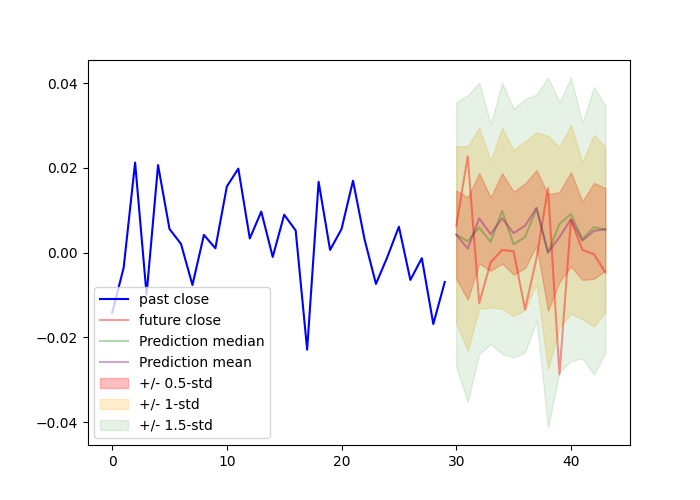 0.04
0.02
0.00
−0.02
−0.04
past close
future close
Prediction median
Prediction mean
+/- 0.5-std
+/- 1-std
+/- 1.5-std
0 10 20 30 40